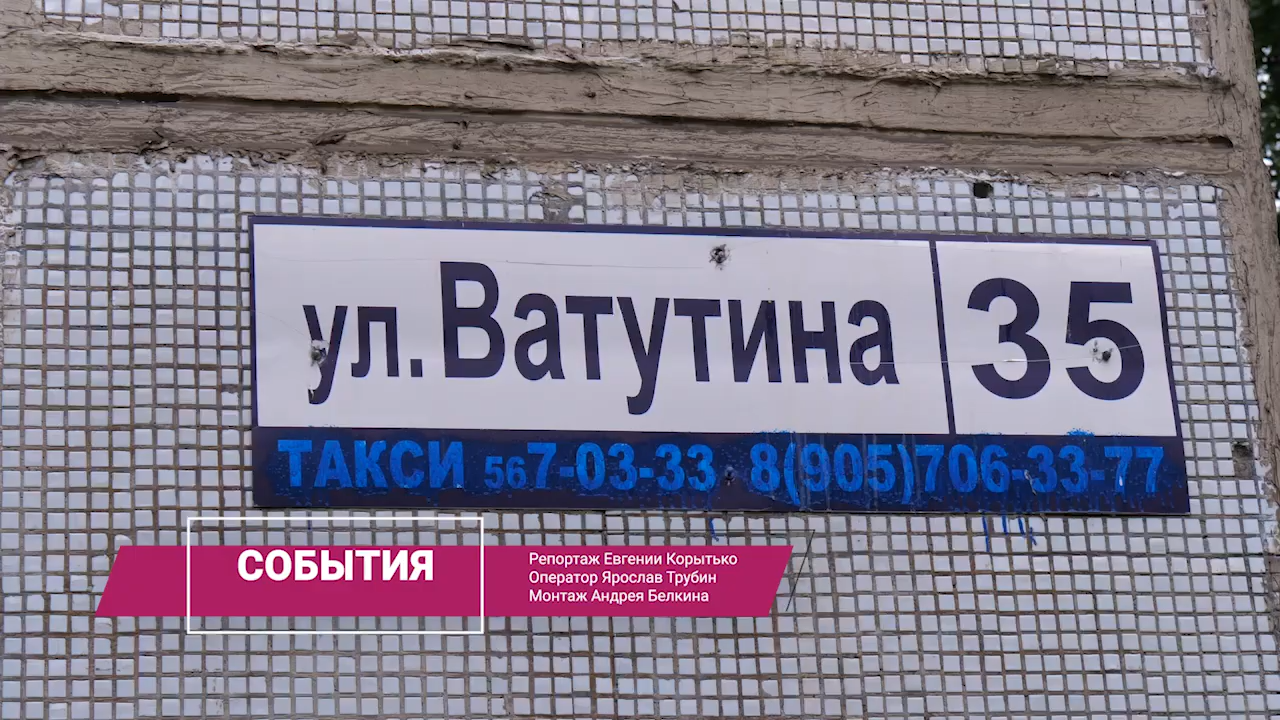 ул. Ватутина 35
ТАКСИ 567-03-33 8(905)706-33-77
СОБЫТИЯ
Репортаж Евгении Корытько
Оператор Ярослав Трубин
Монтаж Андрея Белкина